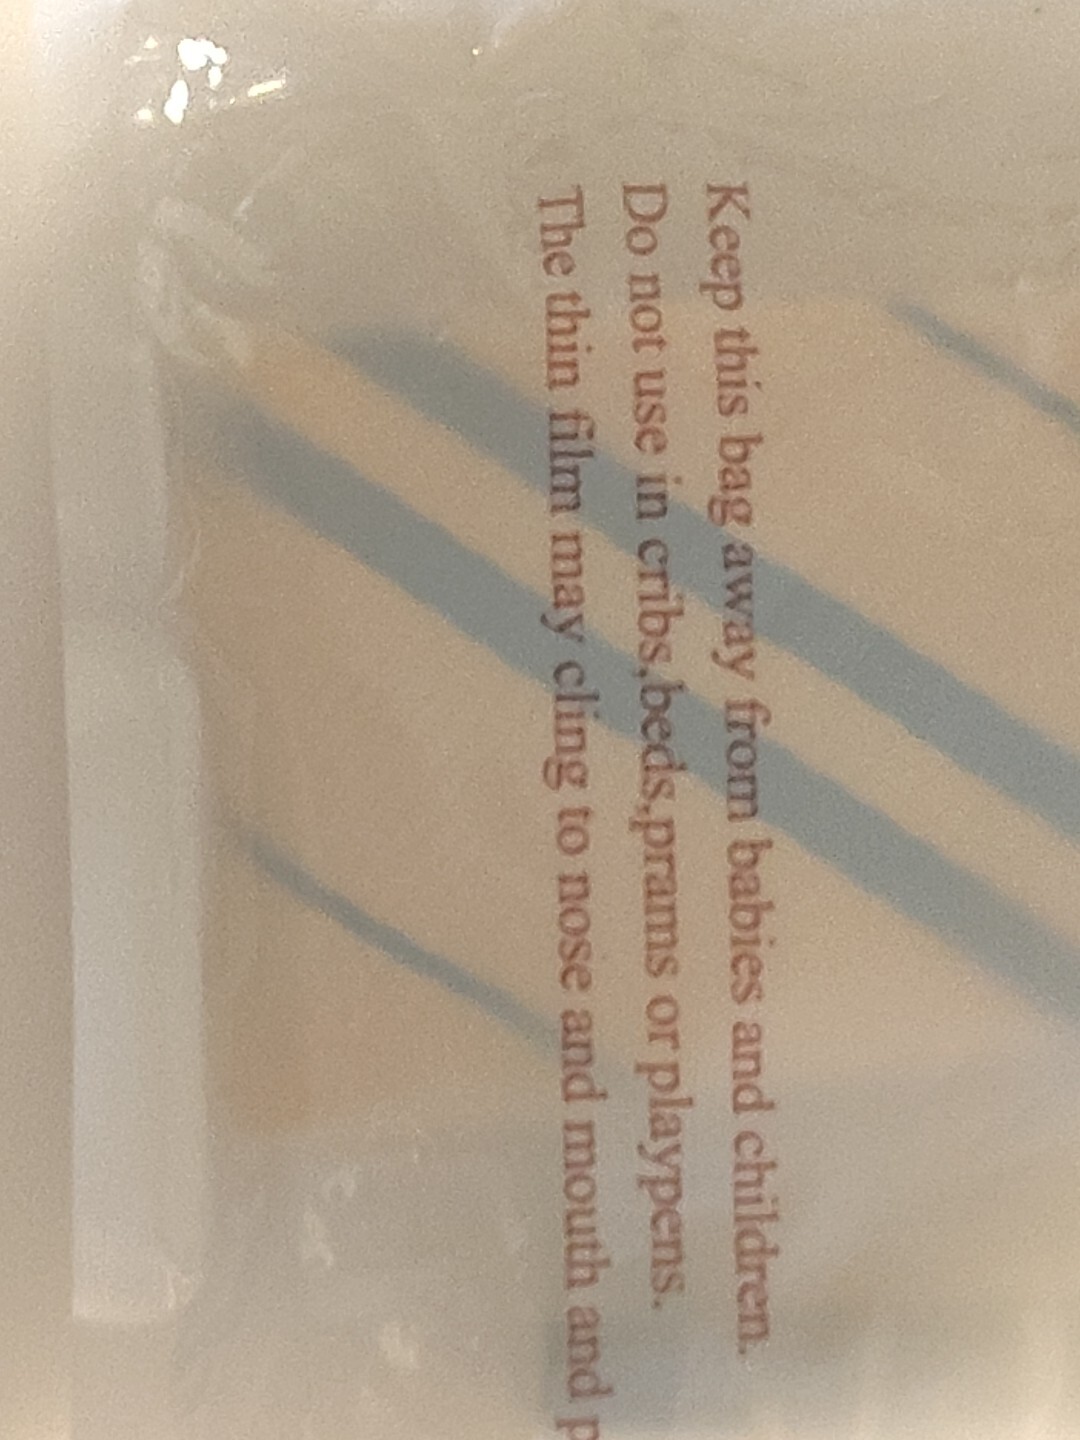 Keep this bag away from babies and children.
Do not use in cribs,beds,prams or playpens.
The thin film may cling to nose and mouth and p